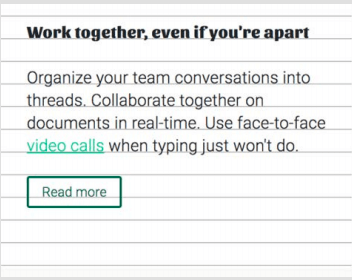 Work together, even if you're apart
Organize your team conversations into
threads. Collaborate together on
documents in real-time. Use face-to-face
video calls when typing just won't do.
Read more